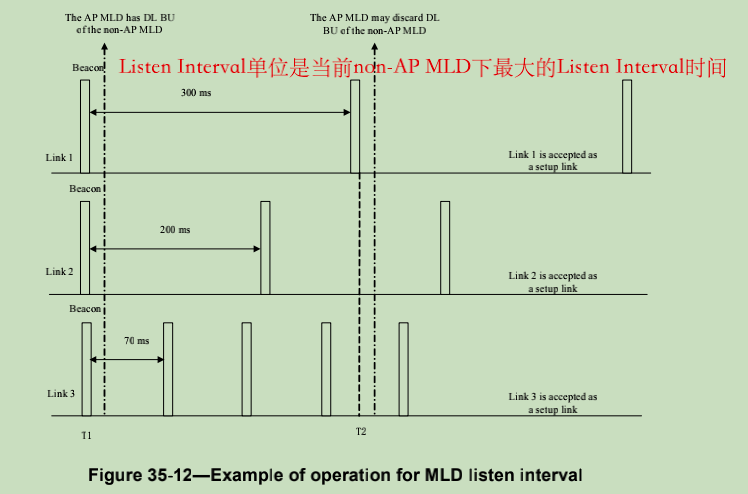 The AP MLD has DL BU
of the non-AP MLD
The AP MLD may discard DL
BU of the non-AP MLD
Beacon
Listen Interval单位是当前non-AP MLD下最大的Listen Interval时间
300 ms
Link 1
Link 1 is accepted as
a setup link
Beacon
200 ms
Link 2
Link 2 is accepted as
a setup link
Beacon
70 ms
Link 3
Link 3 is accepted as
a setup link
T1
T2
Figure 35-12—Example of operation for MLD listen interval